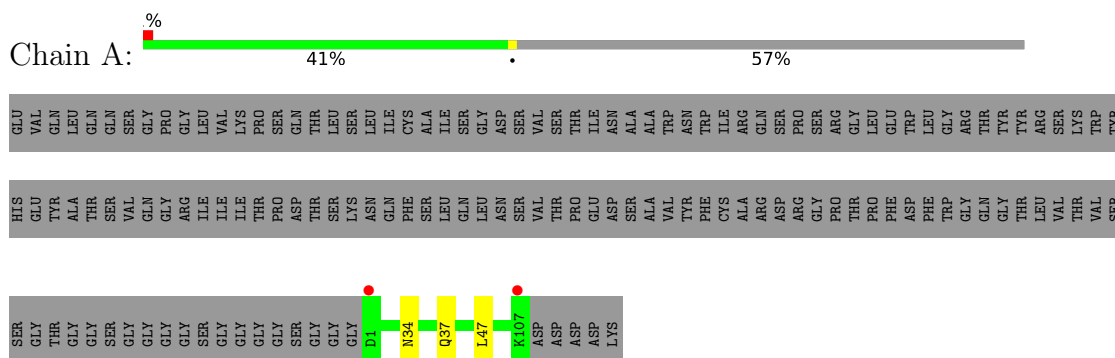 .%
Chain A:
41% . 57%
GLU VAL GLN LEU GLN GLN SER GLY PRO GLY LEU VAL LYS PRO SER GLN THR LEU SER LEU ILE CYS ALA ILE SER GLY ASP SER VAL SER THR ILE ASN ALA ALA TRP ASN TRP ILE ARG GLN SER PRO SER ARG GLY LEU GLU TRP LEU GLY ARG THR TYR TYR ARG SER LYS TRP TYR
HIS GLU TYR ALA THR SER VAL GLN GLY ARG ILE ILE ILE THR PRO ASP THR SER LYS ASN GLN PHE SER LEU GLN LEU ASN SER VAL THR PRO GLU ASP SER ALA VAL TYR PHE CYS ALA ARG ASP ARG GLY PRO THR PRO PHE ASP PHE TRP GLY GLN GLY THR LEU VAL THR VAL SER
SER GLY THR GLY GLY SER GLY GLY GLY GLY SER GLY GLY GLY GLY SER GLY GLY GLY D1 N34 Q37 L47 K107 ASP ASP ASP ASP LYS